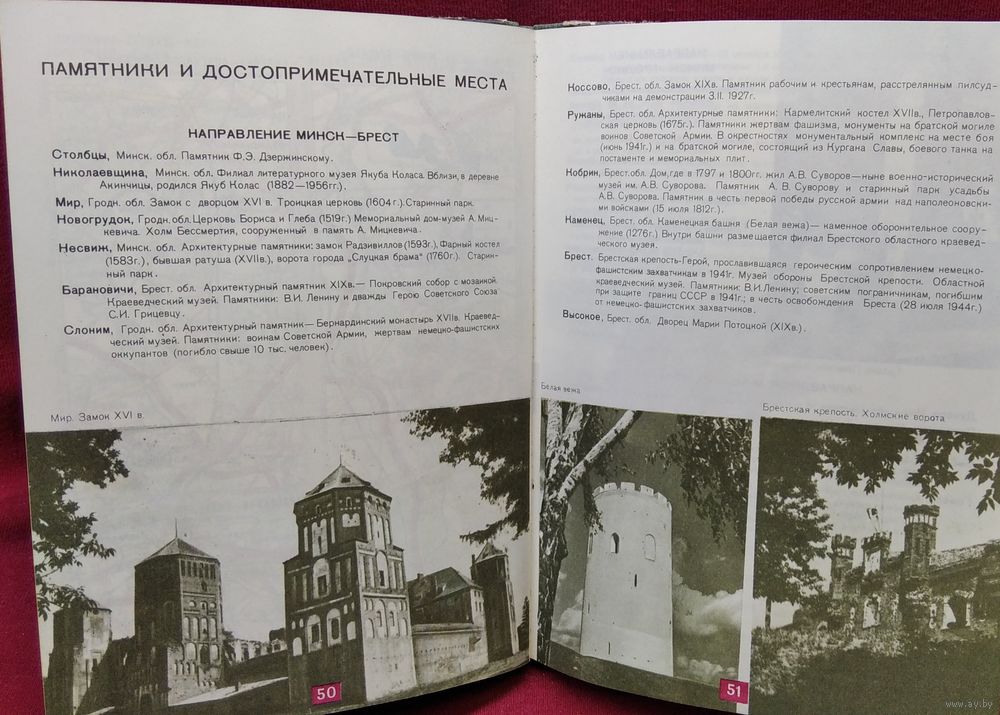 ПАМЯТНИКИ И ДОСТОПРИМЕЧАТЕЛЬНЫЕ МЕСТА
НАПРАВЛЕНИЕ МИНСК—БРЕСТ
Столбцы, Минск. обл. Памятник Ф.Э. Дзержинскому.
Николаевщина, Минск. обл. Филиал литературного музея Якуба Коласа. Вблизи, в деревне
Акинчицы, родился Якуб Колас (1882—1956гг.).
Мир, Гродн. обл. Замок с дворцом XVI в. Троицкая церковь (1604 г.). Старинный парк.
Новогрудок, Гродн. обл. Церковь Бориса и Глеба (1519г.) Мемориальный дом-музей А. Миц-
кевича. Холм Бессмертия, сооруженный в память А. Мицкевича.
Несвиж, Минск. обл. Архитектурные памятники: замок Радзивиллов (1593г.), Фарный костел
(1583г.), бывшая ратуша (XVIIв.), ворота города „Слуцкая брама" (1760г.). Старин-
ный парк.
Барановичи, Брест. обл. Архитектурный памятник XIXв.— Покровский собор с мозаикой.
Краеведческий музей. Памятники: В.И. Ленину и дважды Герою Советского Союза
С.И. Грицевцу.
Слоним, Гродн. обл. Архитектурный памятник— Бернардинский монастырь XVIIв. Краевед-
ческий музей. Памятники: воинам Советской Армии, жертвам немецко-фашистских
оккупантов (погибло свыше 10 тыс. человек).
Мир. Замок XVI в.
50
Коссово, Брест. обл. Замок XIXв. Памятник рабочим и крестьянам, расстрелянным пилсуд-
чиками на демонстрации 3.II. 1927г.
Ружаны, Брест. обл. Архитектурные памятники: Кармелитский костел XVIIв., Петропавлов-
ская церковь (1675г.). Памятники жертвам фашизма, монументы на братской могиле
воинов Советской Армии. В окрестностях монументальный комплекс на месте боя
(июнь 1941г.) и на братской могиле, состоящий из Кургана Славы, боевого танка на
постаменте и мемориальных плит.
Кобрин, Брест.обл. Дом, где в 1797 и 1800гг. жил А.В. Суворов—ныне военно-исторический
музей им. А.В. Суворова. Памятник А. В. Суворову и старинный парк усадьбы
А.В. Суворова. Памятник в честь первой победы русской армии над наполеоновски-
ми войсками (15 июля 1812г.).
Каменец, Брест. обл. Каменецкая башня (Белая вежа)— каменное оборонительное соору-
жение (1276г.) Внутри башни размещается филиал Брестского областного краевед-
ческого музея.
Брест. Брестская крепость-Герой, прославившаяся героическим сопротивлением немецко-
фашистским захватчикам в 1941г. Музей обороны Брестской крепости. Областной
краеведческий музей. Памятники: В.И.Ленину; советским пограничникам, погибшим
при защите границ СССР в 1941г.; в честь освобождения Бреста (28 июля 1944г.)
от немецко-фашистских захватчиков.
Высокое, Брест. обл. Дворец Марии Потоцкой (XIXв.).
Белая вежа
Брестская крепость. Холмские ворота
51
www.ay.by